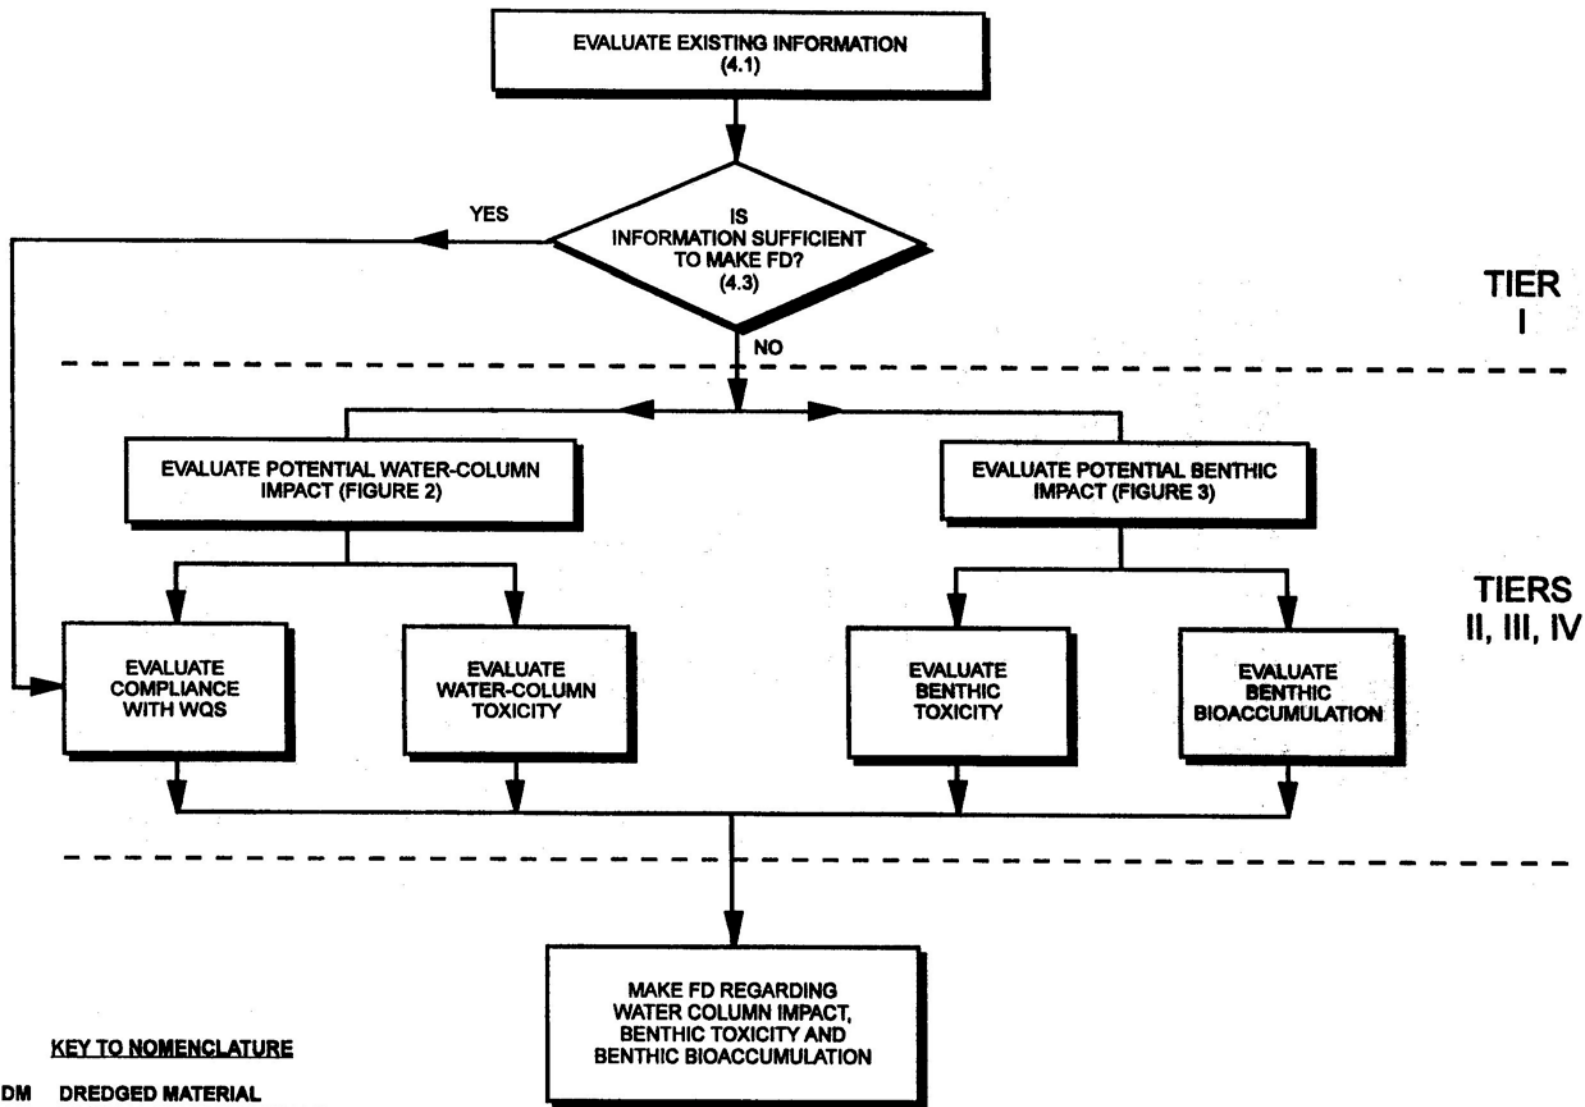 EVALUATE EXISTING INFORMATION
(4.1)
YES
IS
INFORMATION SUFFICIENT
TO MAKE FD?
(4.3)
TIER
I
NO
EVALUATE POTENTIAL WATER-COLUMN
IMPACT (FIGURE 2)
EVALUATE POTENTIAL BENTHIC
IMPACT (FIGURE 3)
TIERS
II, III, IV
EVALUATE
COMPLIANCE
WITH WQS
EVALUATE
WATER-COLUMN
TOXICITY
EVALUATE
BENTHIC
TOXICITY
EVALUATE
BENTHIC
BIOACCUMULATION
MAKE FD REGARDING
WATER COLUMN IMPACT,
BENTHIC TOXICITY AND
BENTHIC BIOACCUMULATION
KEY TO NOMENCLATURE
DM DREDGED MATERIAL